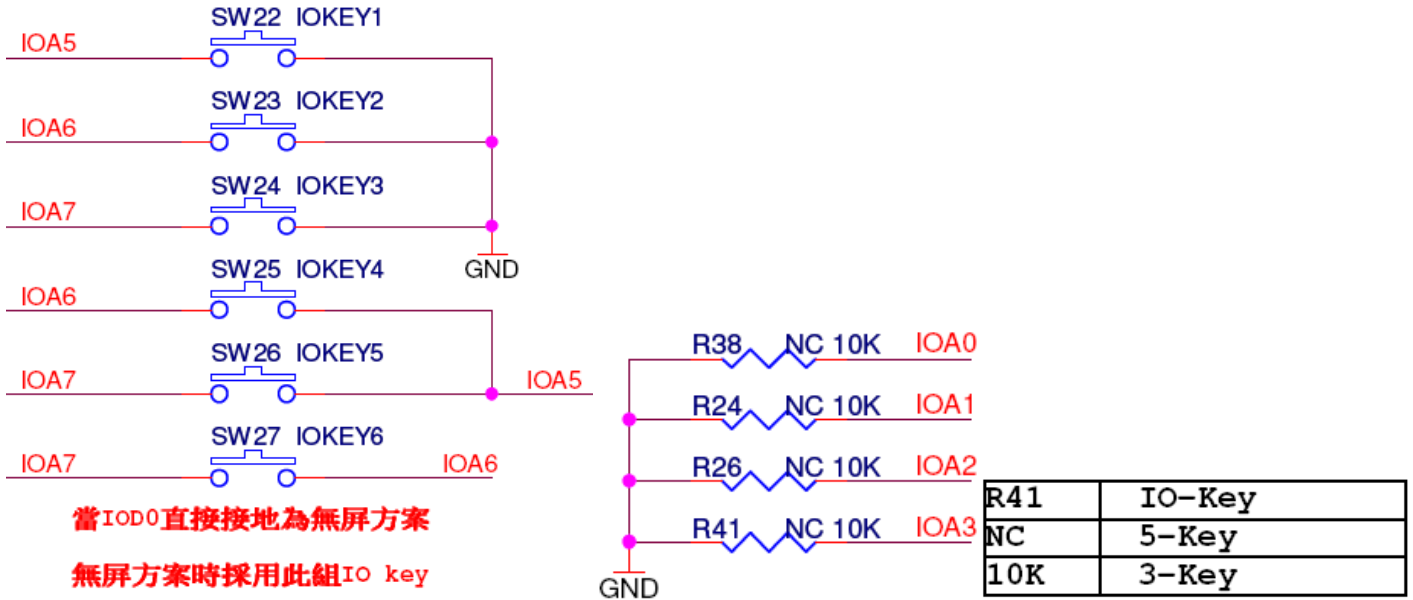 SW22 IOKEY1
IOA5
SW23 IOKEY2
IOA6
SW24 IOKEY3
IOA7
GND
SW25 IOKEY4
IOA6
SW26 IOKEY5
IOA7
IOA5
SW27 IOKEY6
IOA7
IOA6
當IOD0直接接地為無屏方案
無屏方案時採用此組IO key
R38 NC 10K IOA0
R24 NC 10K IOA1
R26 NC 10K IOA2
R41 NC 10K IOA3
GND
R41 IO-Key
NC 5-Key
10K 3-Key